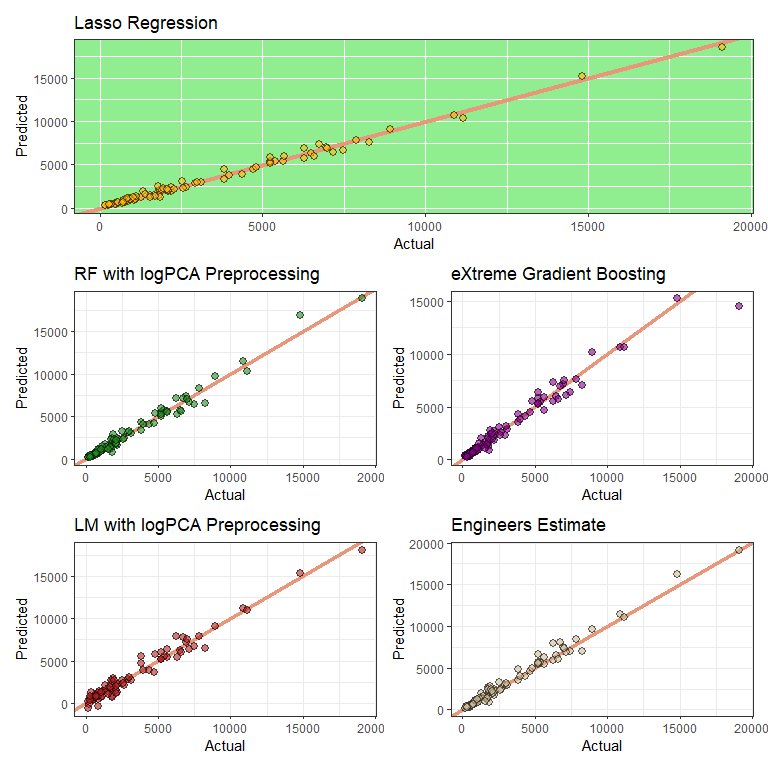 Lasso Regression
15000
10000
5000
0
Predicted
0 5000 10000 15000 20000
Actual
RF with logPCA Preprocessing
15000
10000
5000
0
Predicted
0 5000 10000 15000 2000
Actual
eXtreme Gradient Boosting
15000
10000
5000
0
Predicted
0 5000 10000 15000 20000
Actual
LM with logPCA Preprocessing
15000
10000
5000
0
Predicted
0 5000 10000 15000 2000
Actual
Engineers Estimate
20000
15000
10000
5000
0
Predicted
0 5000 10000 15000 20000
Actual